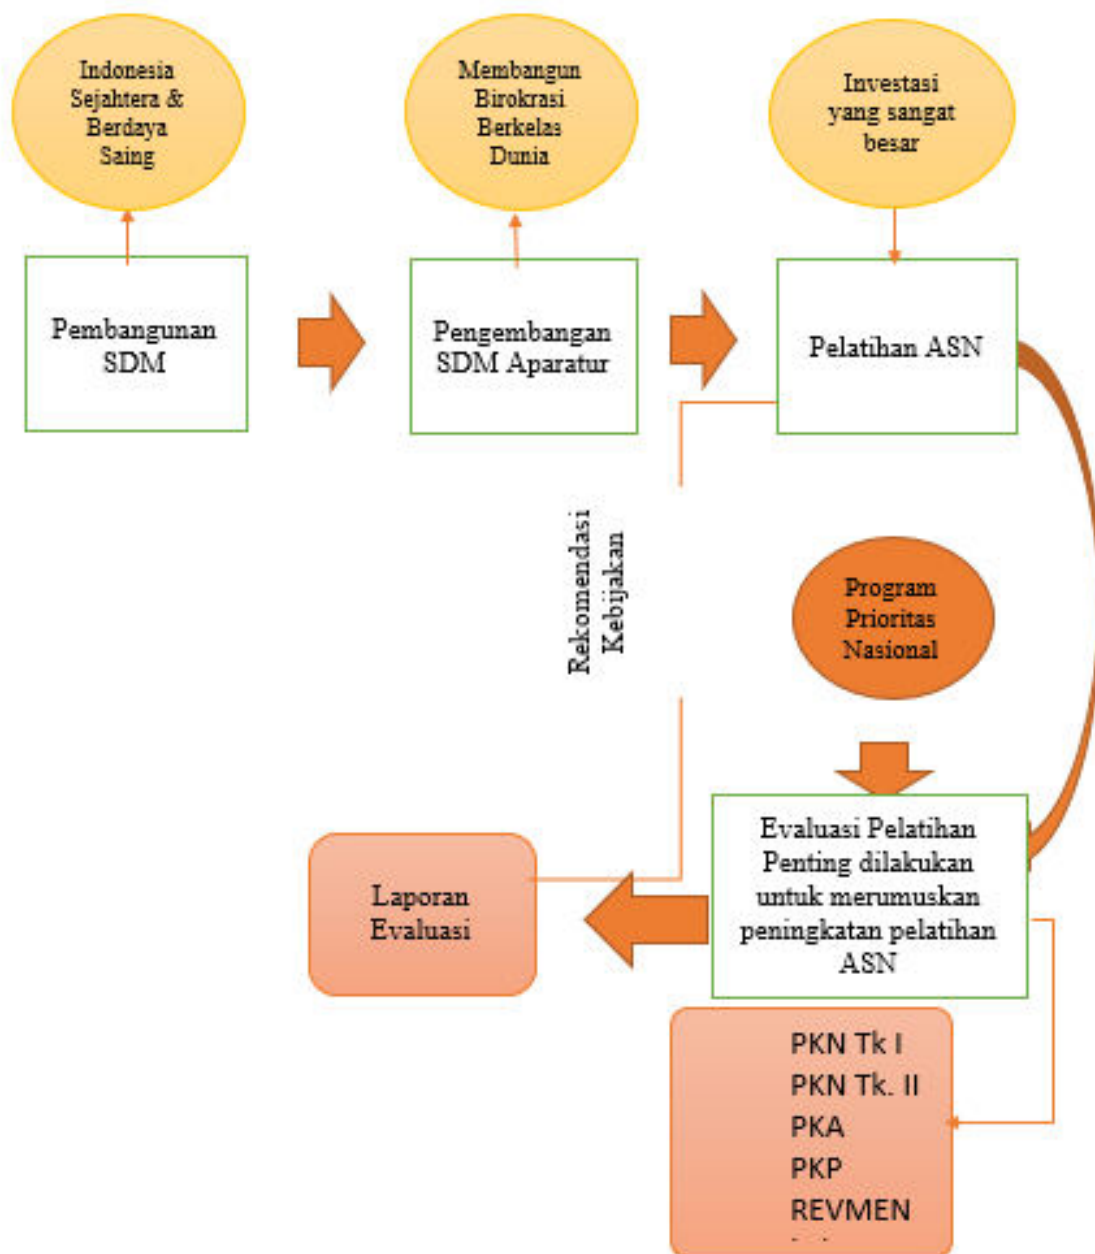 Indonesia
Sejahtera &
Berdaya
Saing
Membangun
Birokrasi
Berkelas
Dunia
Investasi
yang sangat
besar
Pembangunan
SDM
Pengembangan
SDM Aparatur
Pelatihan ASN
Rekomendasi
Kebijakan
Program
Prioritas
Nasional
Evaluasi Pelatihan
Penting dilakukan
untuk merumuskan
peningkatan pelatihan
ASN
Laporan
Evaluasi
PKN Tk I
PKN Tk. II
PKA
PKP
REVMEN